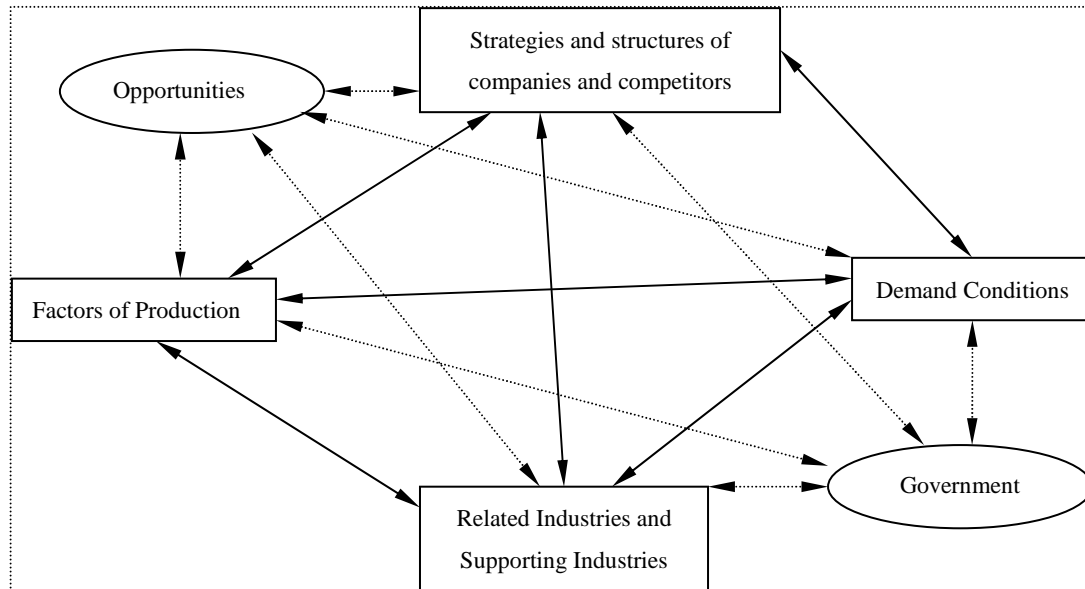 Strategies and structures of
companies and competitors
Opportunities
Factors of Production
Demand Conditions
Government
Related Industries and
Supporting Industries